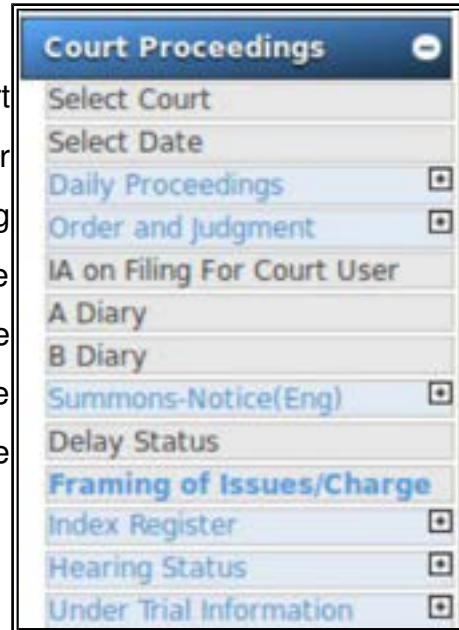 Court Proceedings
Select Court
Select Date
Daily Proceedings
Order and Judgment
IA on Filing For Court User
A Diary
B Diary
Summons-Notice(Eng)
Delay Status
Framing of Issues/Charge
Index Register
Hearing Status
Under Trial Information